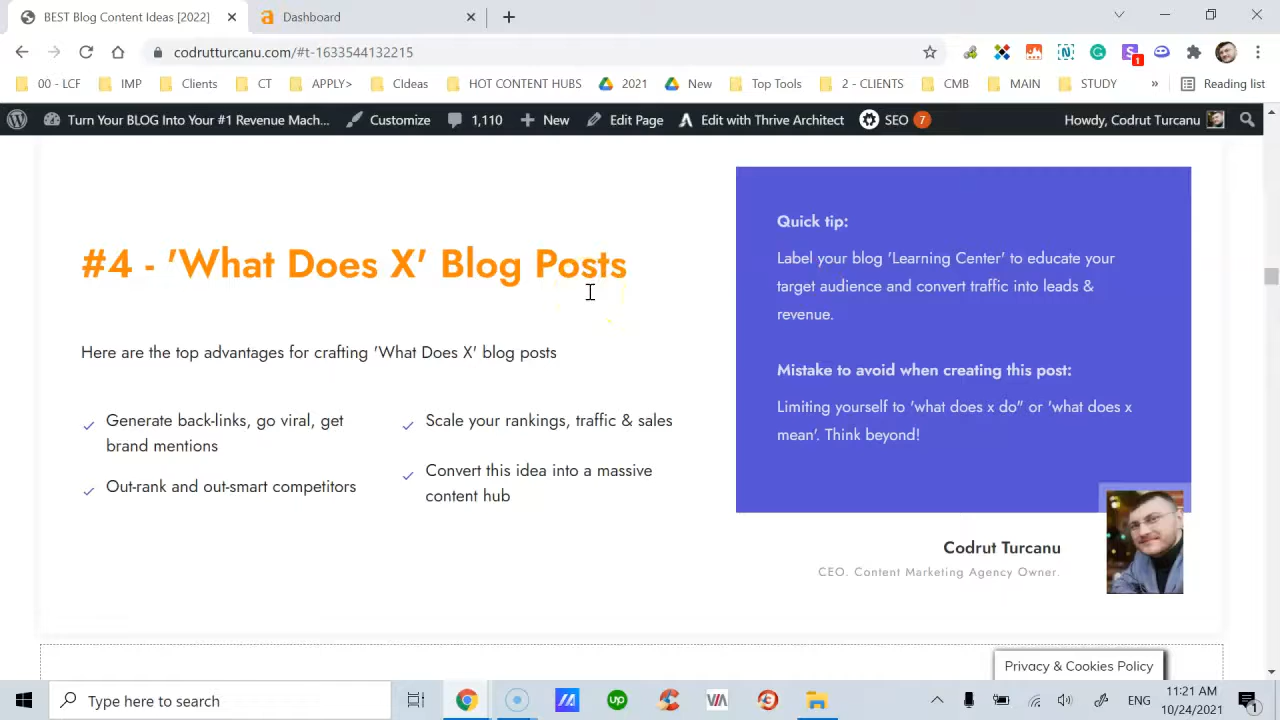 BEST Blog Content Ideas [2022]
Dashboard
codrutturcanu.com/#t-1633544132215
1
00 - LCF
IMP
Clients
CT
APPLY>
CIdeas
HOT CONTENT HUBS
2021
New
Top Tools
2 - CLIENTS
CMB
MAIN
STUDY
»
Reading list
Turn Your BLOG Into Your #1 Revenue Mach...
Customize
1,110
New
Edit Page
Edit with Thrive Architect
SEO 7
Howdy, Codrut Turcanu
#4 - 'What Does X' Blog Posts
Here are the top advantages for crafting 'What Does X' blog posts
Generate back-links, go viral, get
brand mentions
Out-rank and out-smart competitors
Scale your rankings, traffic & sales
Convert this idea into a massive
content hub
Quick tip:
Label your blog 'Learning Center' to educate your
target audience and convert traffic into leads &
revenue.
Mistake to avoid when creating this post:
Limiting yourself to 'what does x do" or 'what does x
mean'. Think beyond!
Codrut Turcanu
CEO. Content Marketing Agency Owner.
Privacy & Cookies Policy
Type here to search
up
VIA
ENG
11:21 AM
10/24/2021
1